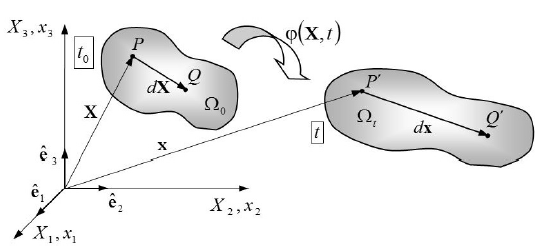 X₃, x₃
t₀
P
Q
dX
Ω₀
φ(X, t)
X
x
P′
Q′
Ωₜ
dx
t
ê₃
ê₁
ê₂
X₂, x₂
X₁, x₁